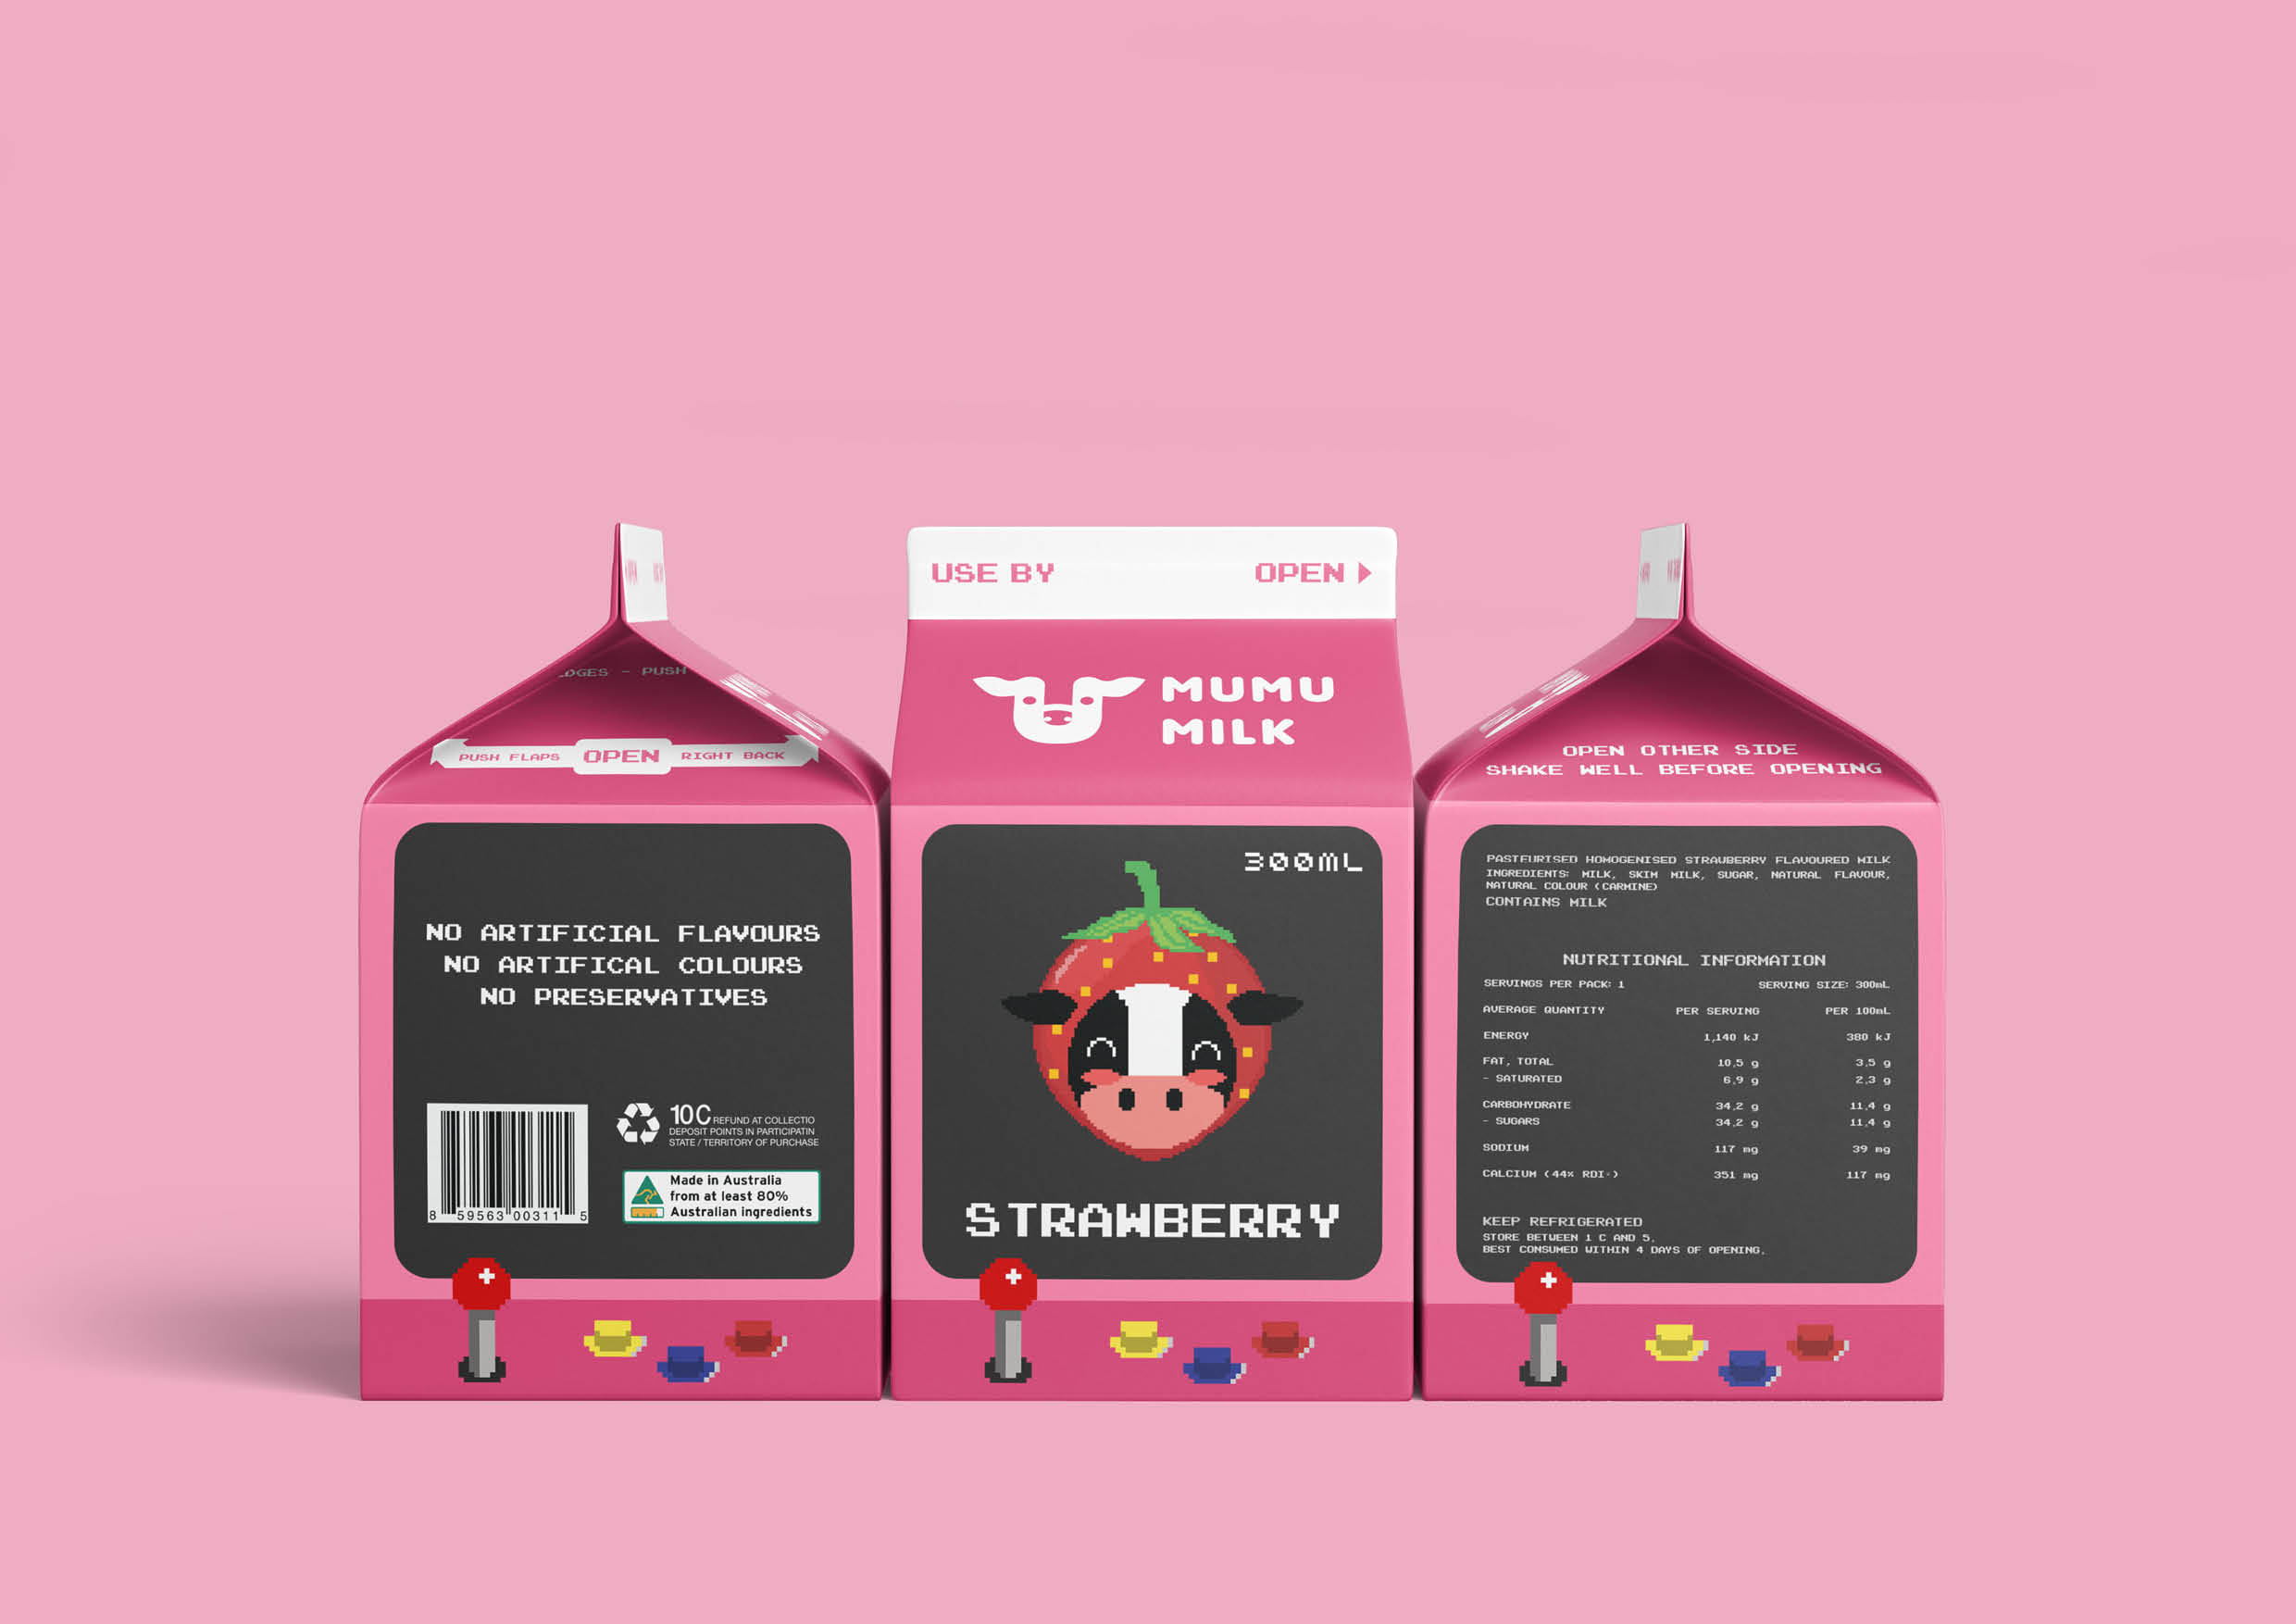 DGES - PUSH
PUSH FLAPS OPEN RIGHT BACK
NO ARTIFICIAL FLAVOURS
NO ARTIFICAL COLOURS
NO PRESERVATIVES
8 59563 00311 5
10C REFUND AT COLLECTIO
DEPOSIT POINTS IN PARTICIPATIN
STATE / TERRITORY OF PURCHASE
Made in Australia
from at least 80%
Australian ingredients
USE BY OPEN
MUMU
MILK
300ML
STRAWBERRY
OPEN OTHER SIDE
SHAKE WELL BEFORE OPENING
PASTEURISED HOMOGENISED STRAWBERRY FLAVOURED MILK
INGREDIENTS: MILK, SKIM MILK, SUGAR, NATURAL FLAVOUR,
NATURAL COLOUR (CARMINE)
CONTAINS MILK
NUTRITIONAL INFORMATION
SERVINGS PER PACK: 1 SERVING SIZE: 300mL
AVERAGE QUANTITY PER SERVING PER 100mL
ENERGY 1,140 kJ 380 kJ
FAT, TOTAL 10,5 g 3,5 g
- SATURATED 6,9 g 2,3 g
CARBOHYDRATE 34,2 g 11,4 g
- SUGARS 34,2 g 11,4 g
SODIUM 117 mg 39 mg
CALCIUM (44% RDI*) 351 mg 117 mg
KEEP REFRIGERATED
STORE BETWEEN 1 C AND 5.
BEST CONSUMED WITHIN 4 DAYS OF OPENING.